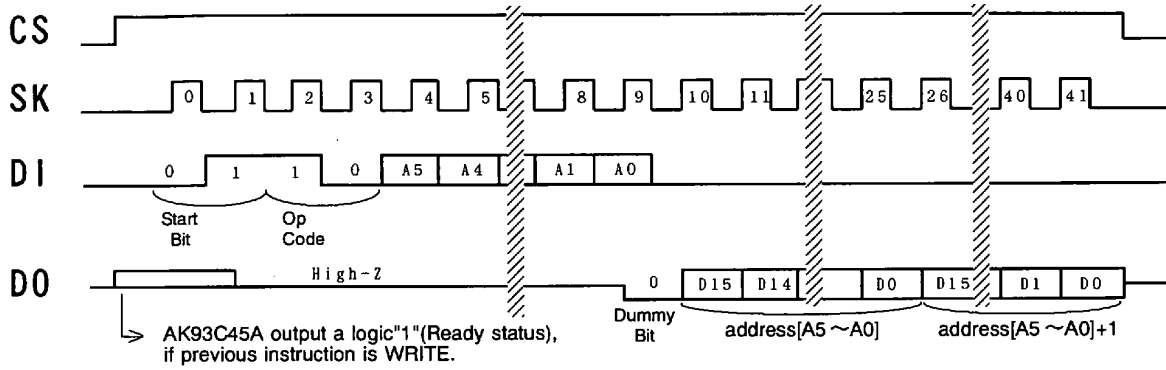 CS
SK 0 1 2 3 4 5 8 9 10 11 25 26 40 41
DI 0 1 1 0 A5 A4 A1 A0
Start Bit
Op Code
DO High-Z 0 D15 D14 D0 D15 D1 D0
Dummy Bit
address[A5 ~A0]
address[A5 ~A0]+1
AK93C45A output a logic"1"(Ready status),
if previous instruction is WRITE.